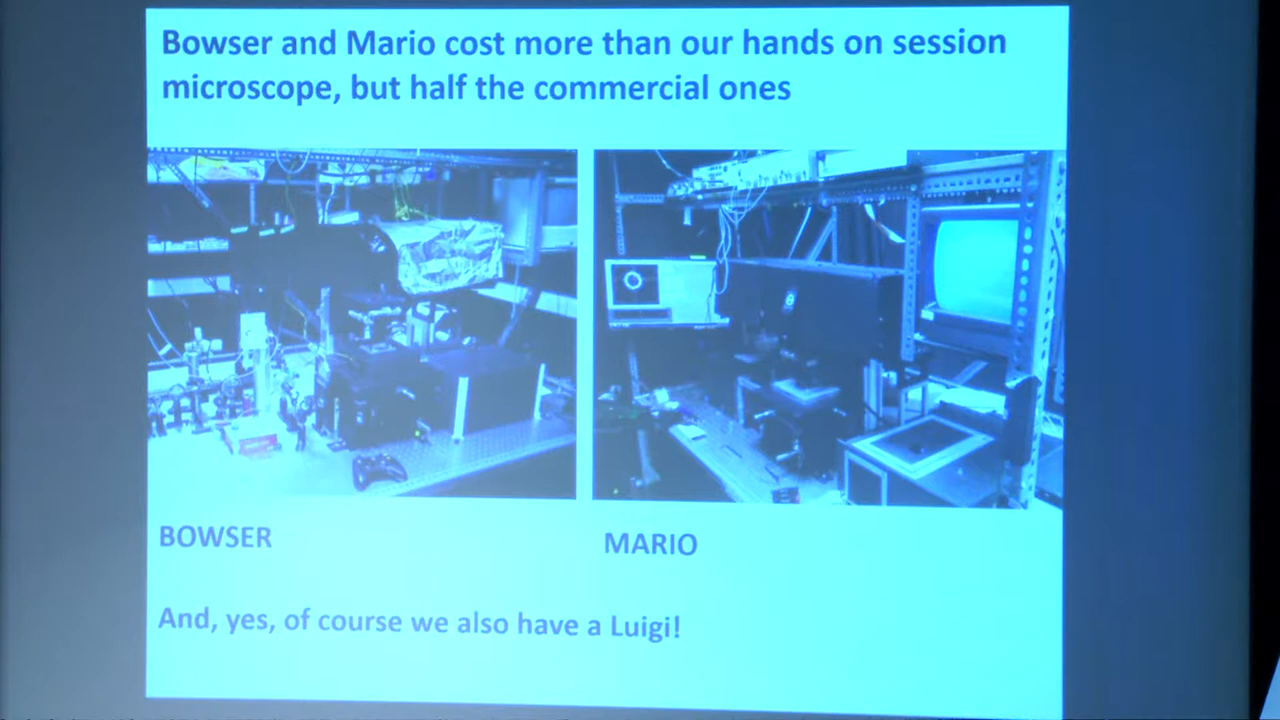 Bowser and Mario cost more than our hands on session
microscope, but half the commercial ones
BOWSER
MARIO
And, yes, of course we also have a Luigi!